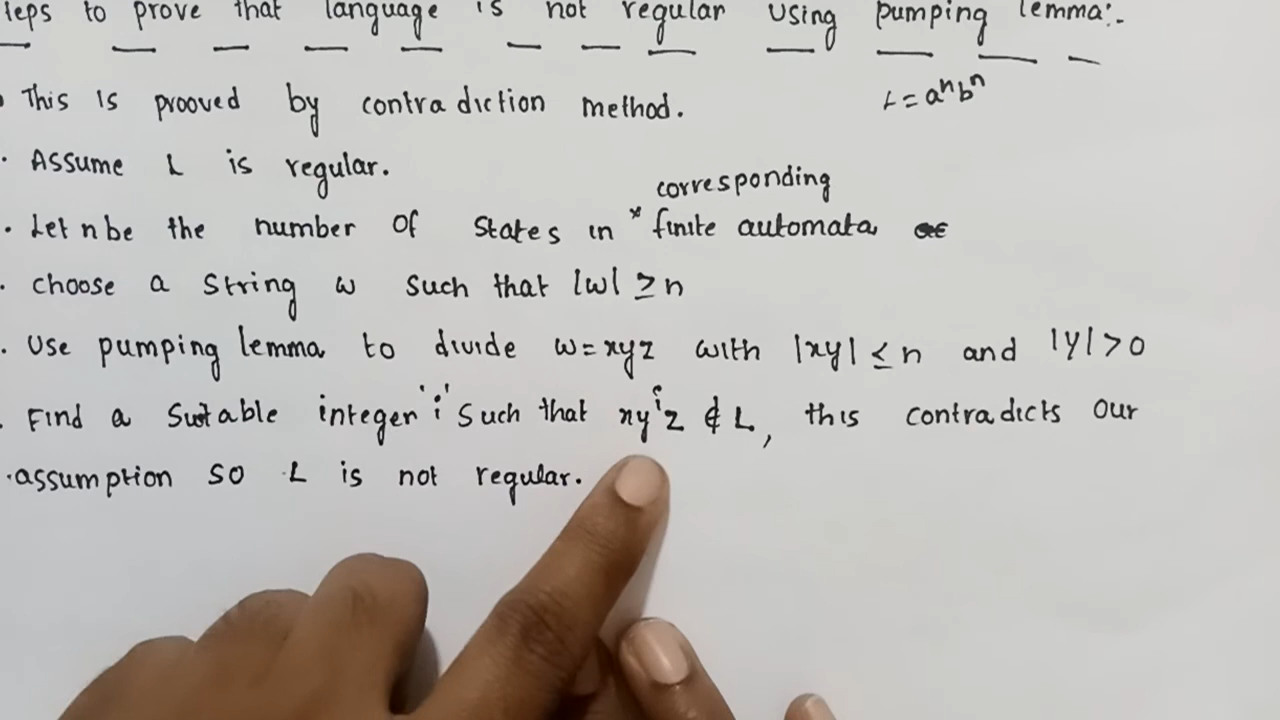 teps to prove that language is not regular using pumping lemma:-
This is prooved by contradiction method.
L = aⁿbⁿ
· Assume L is regular.
corresponding
· Let n be the number of states in * finite automata
· choose a string w such that |w| ≥ n
· Use pumping lemma to divide w = xyz with |xy| ≤ n and |y| > 0
· Find a suitable integer 'i' such that xyⁱz ∉ L, this contradicts our
·assumption so L is not regular.